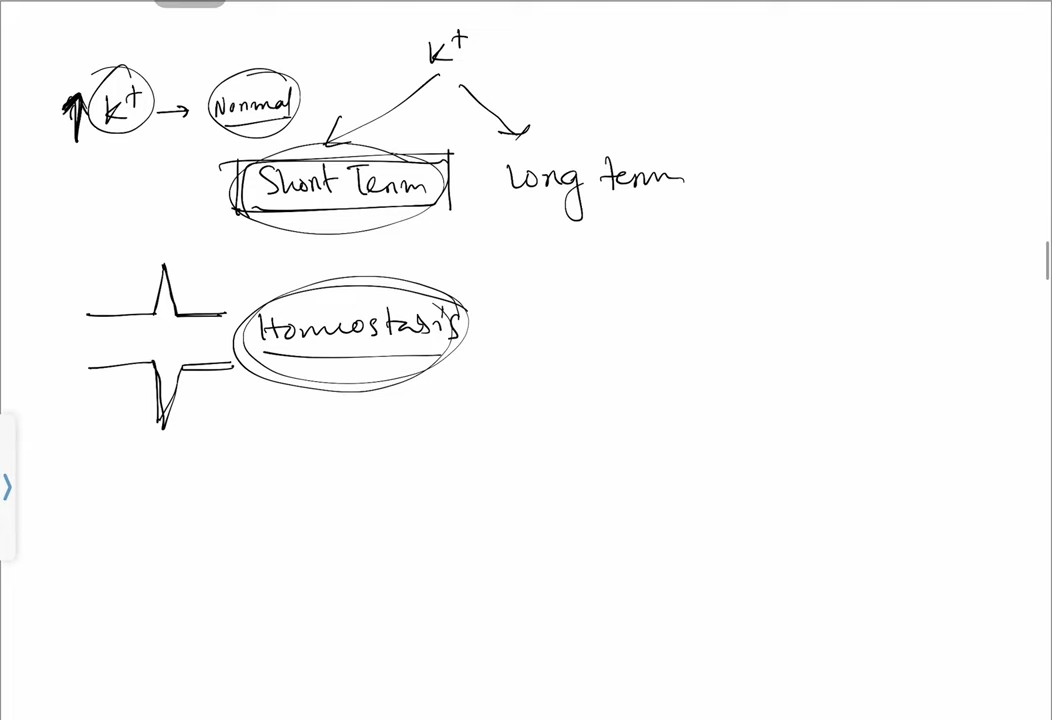 K+
↑ K+ → Normal
Short Term
Long term
Homeostasis